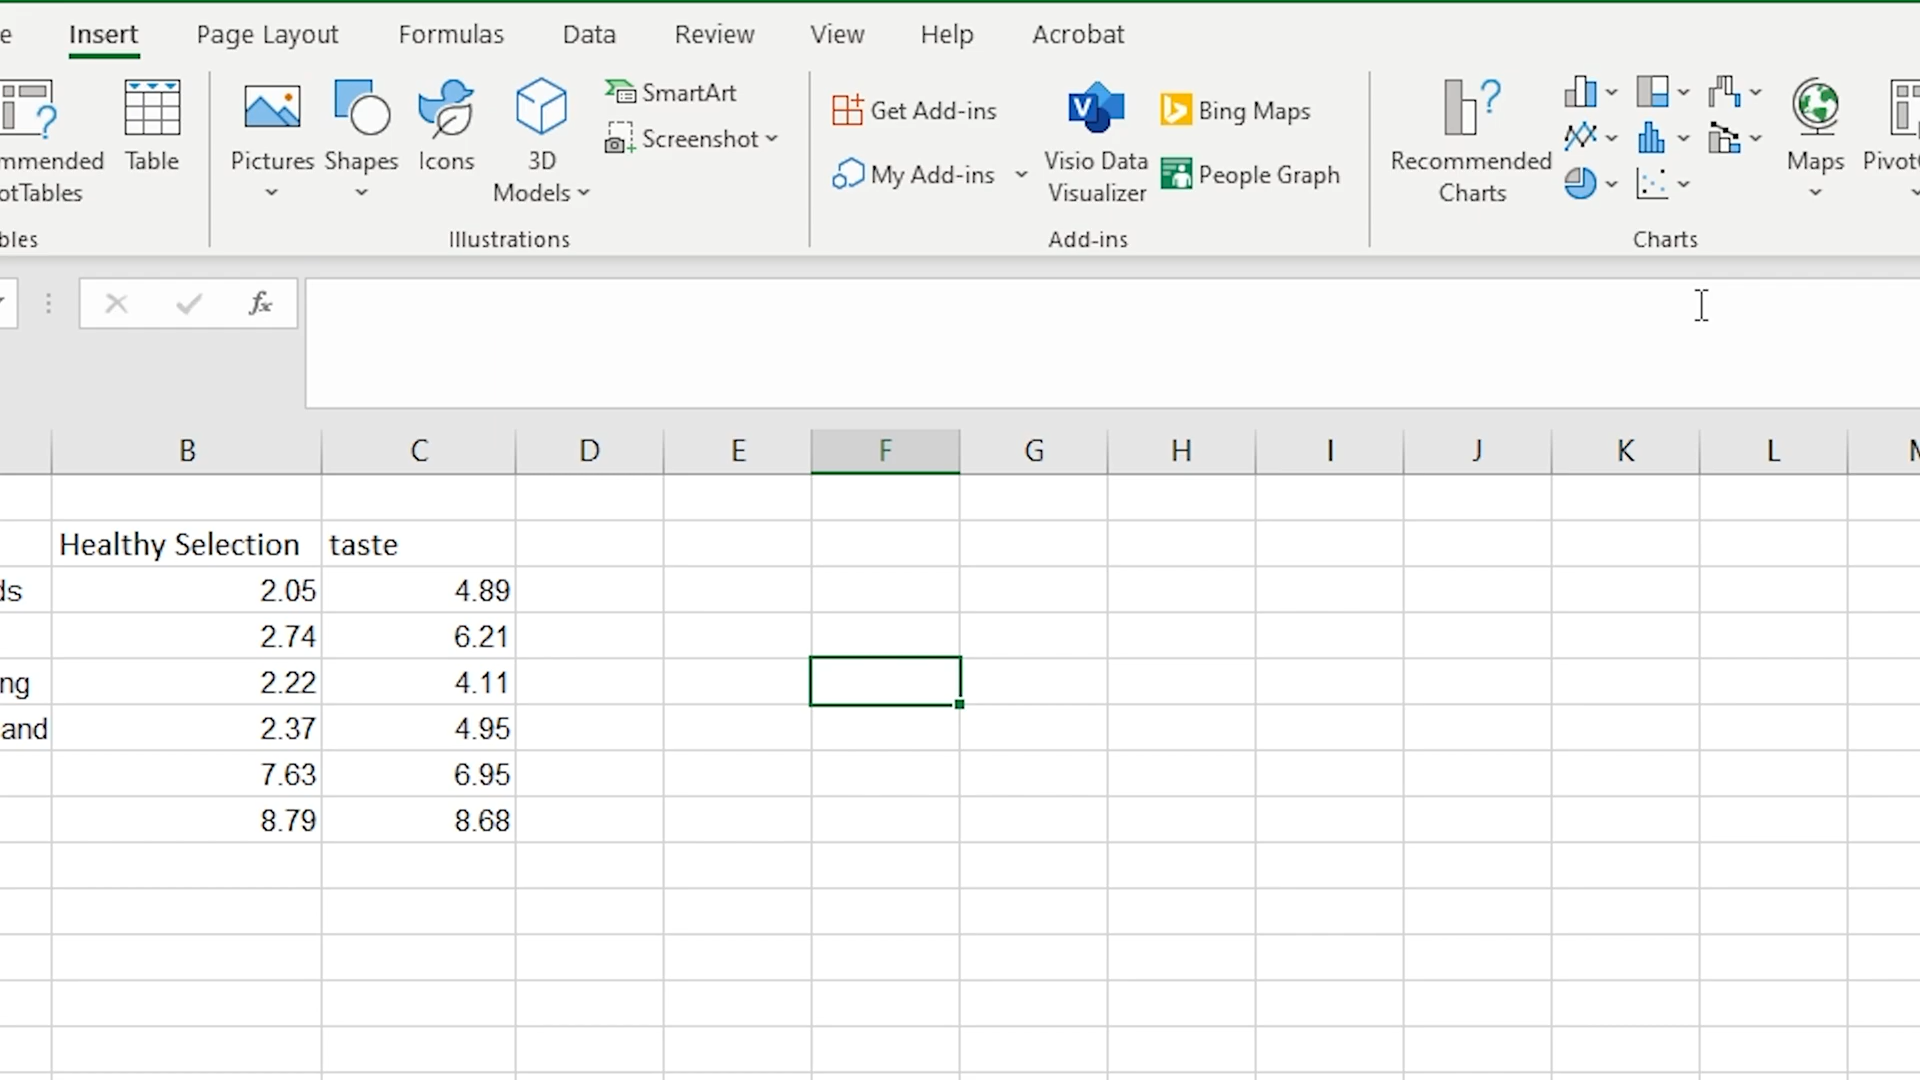 e Insert Page Layout Formulas Data Review View Help Acrobat
SmartArt
Get Add-ins Bing Maps
Screenshot
mmended Table Pictures Shapes Icons 3D Visio Data Recommended Maps Pivot
My Add-ins People Graph
otTables Models Visualizer Charts
bles Illustrations Add-ins Charts
fx
B C D E F G H I J K L M
Healthy Selection taste
ds 2.05 4.89
2.74 6.21
ng 2.22 4.11
and 2.37 4.95
7.63 6.95
8.79 8.68